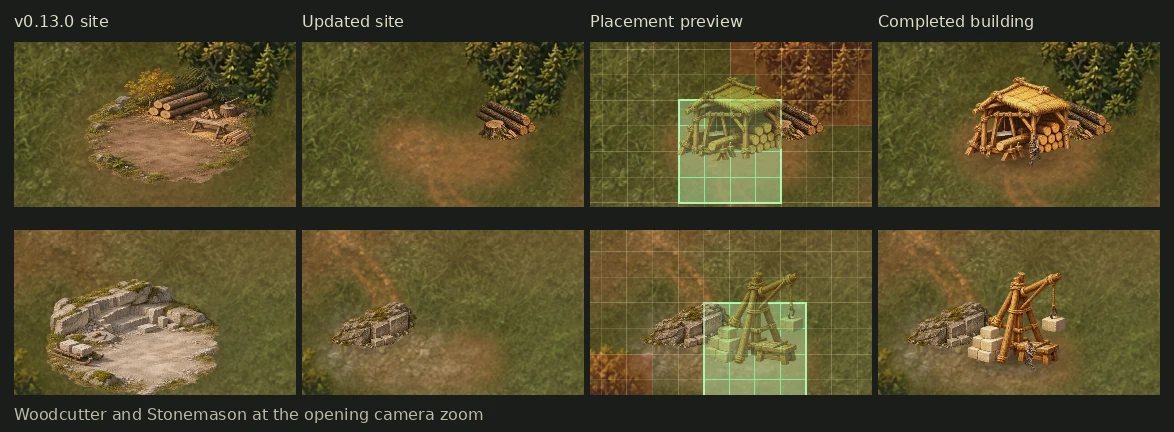 v0.13.0 site
Updated site
Placement preview
Completed building
Woodcutter and Stonemason at the opening camera zoom